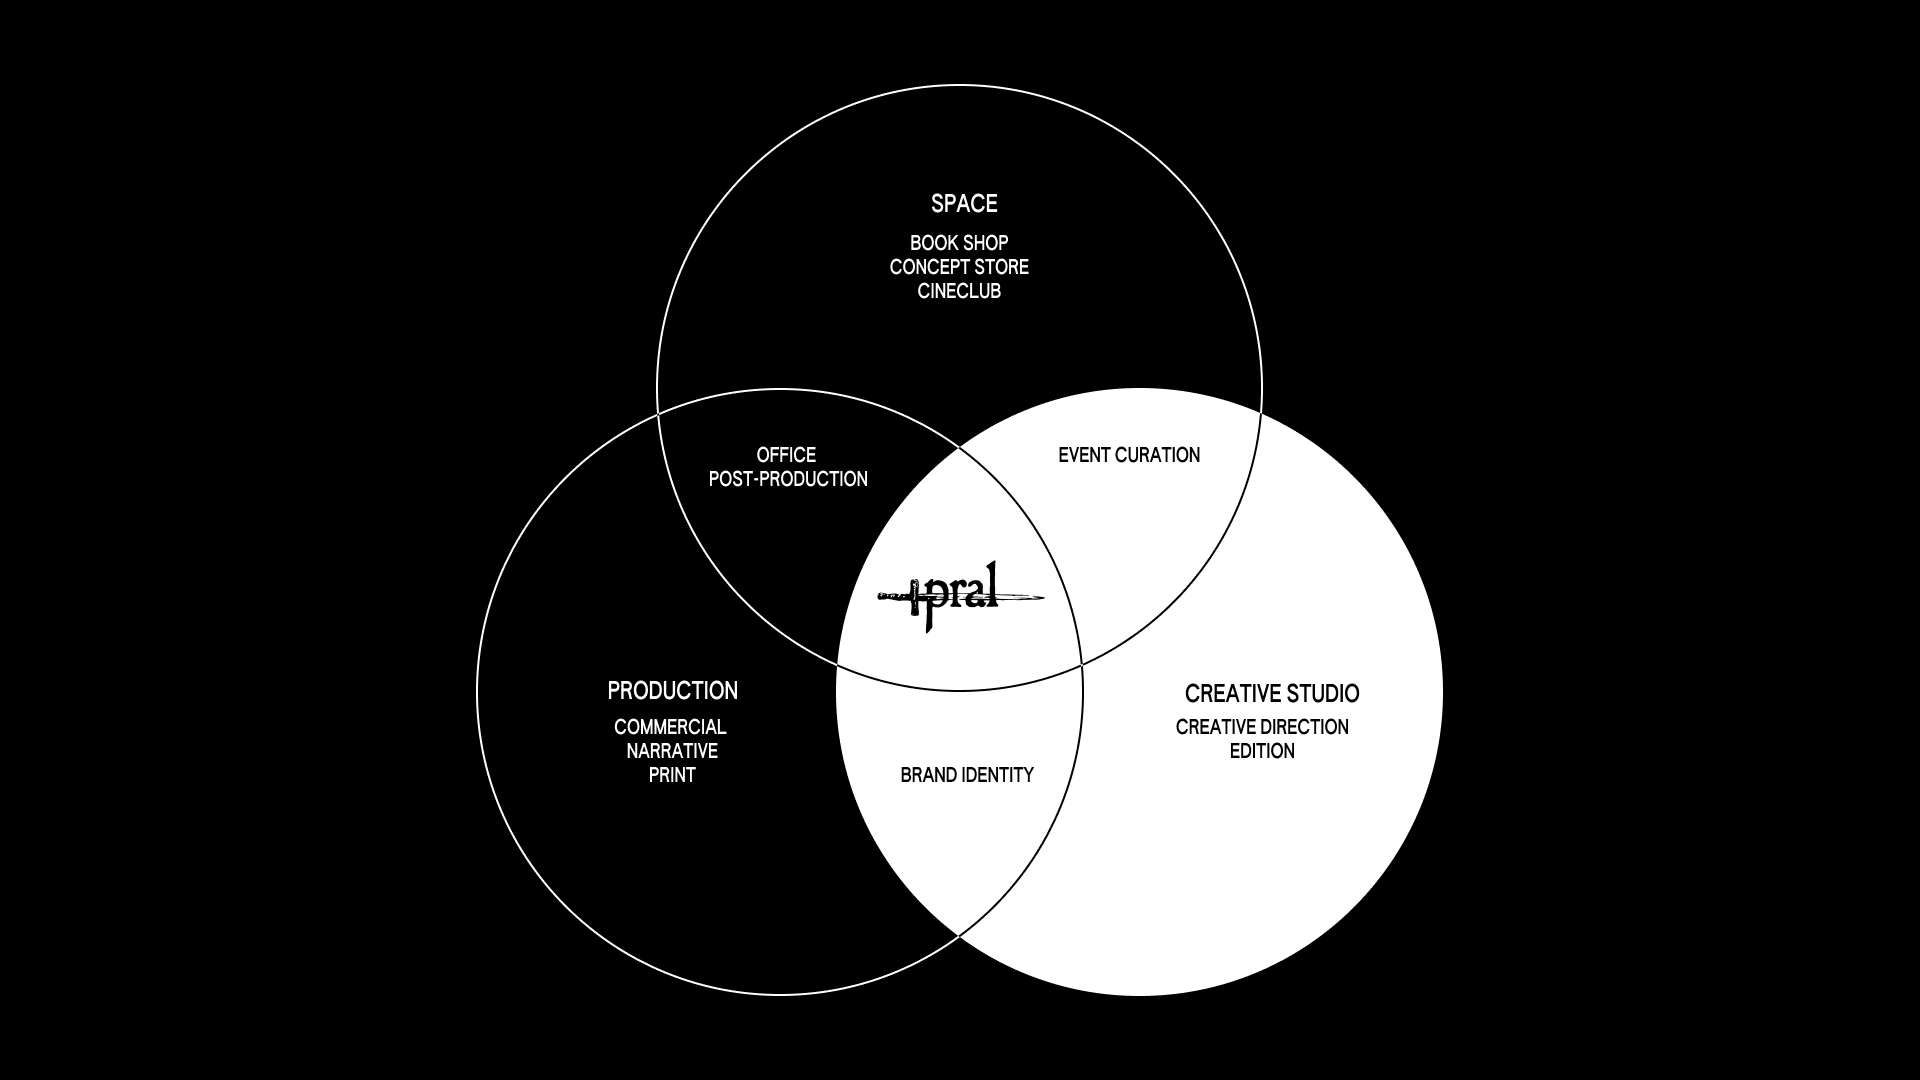 SPACE
BOOK SHOP
CONCEPT STORE
CINECLUB
OFFICE
POST-PRODUCTION
EVENT CURATION
pral
PRODUCTION
COMMERCIAL
NARRATIVE
PRINT
CREATIVE STUDIO
CREATIVE DIRECTION
EDITION
BRAND IDENTITY